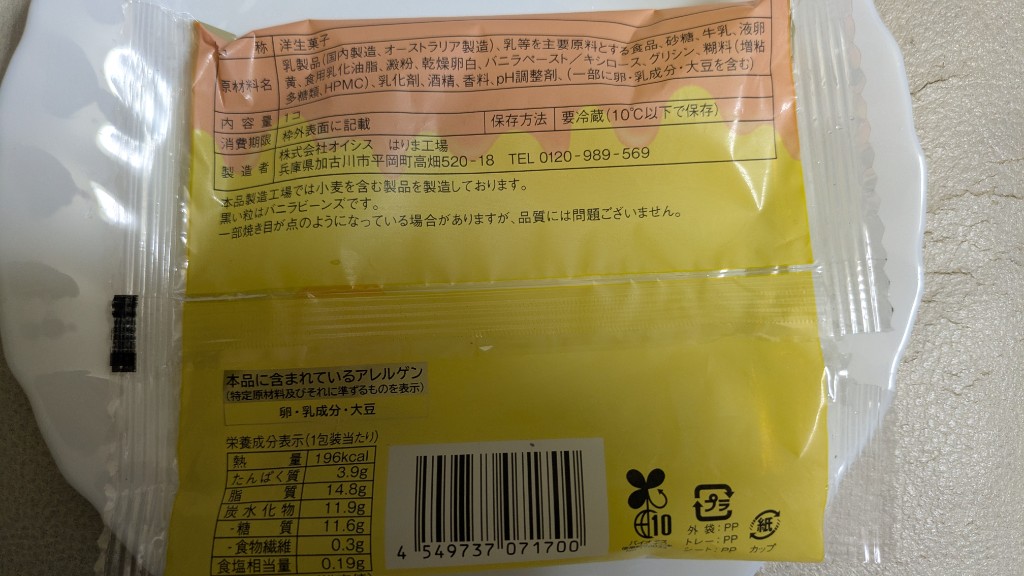 名称 洋生菓子
原材料名 乳製品(国内製造、オーストラリア製造)、乳等を主要原料とする食品、砂糖、牛乳、液卵
黄、食用乳化油脂、澱粉、乾燥卵白、バニラペースト/キシロース、グリシン、糊料(増粘
多糖類、HPMC)、乳化剤、酒精、香料、pH調整剤、(一部に卵・乳成分・大豆を含む)
内容量 1コ
消費期限 枠外表面に記載 保存方法 要冷蔵(10℃以下で保存)
製造者 株式会社オイシス はりま工場
兵庫県加古川市平岡町高畑520-18 TEL 0120-989-569
本品製造工場では小麦を含む製品を製造しております。
黒い粒はバニラビーンズです。
一部焼き目が点のようになっている場合がありますが、品質には問題ございません。
本品に含まれているアレルゲン
(特定原材料及びそれに準ずるものを表示)
卵・乳成分・大豆
栄養成分表示(1包装当たり)
熱量 196kcal
たんぱく質 3.9g
脂質 14.8g
炭水化物 11.9g
-糖質 11.6g
-食物繊維 0.3g
食塩相当量 0.19g
4 549737 071700
10
プラ
外袋:PP
トレー:PP
シート:PP
紙
カップ